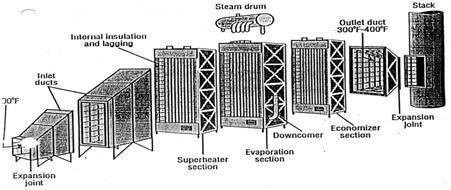 Steam drum
Stack
Internal insulation
and lagging
Outlet duct
300°F-400°F
Inlet
ducts
00°F
Expansion
joint
Superheater
section
Evaporation
section
Downcomer
Economizer
section
Expansion
joint